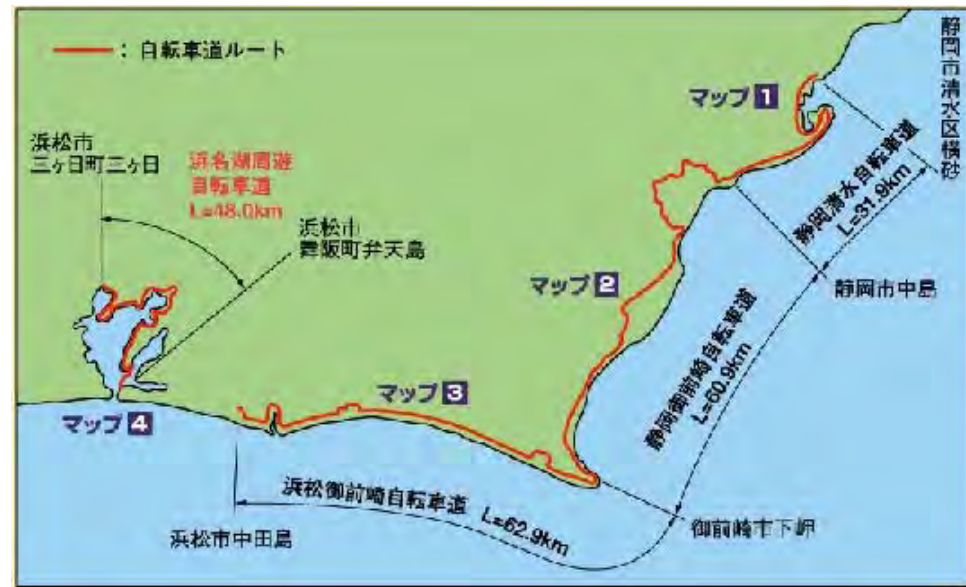 ：自転車道ルート
マップ1
静岡市清水区横砂
浜松市
三ヶ日町三ヶ日
浜名湖周遊
自転車道
L=48.0km
浜松市
舞阪町弁天島
静岡清水自転車道
L=31.9km
マップ2
静岡市中島
静岡御前崎自転車道
L=60.9km
マップ3
マップ4
浜松御前崎自転車道 L=62.9km
御前崎市下岬
浜松市中田島